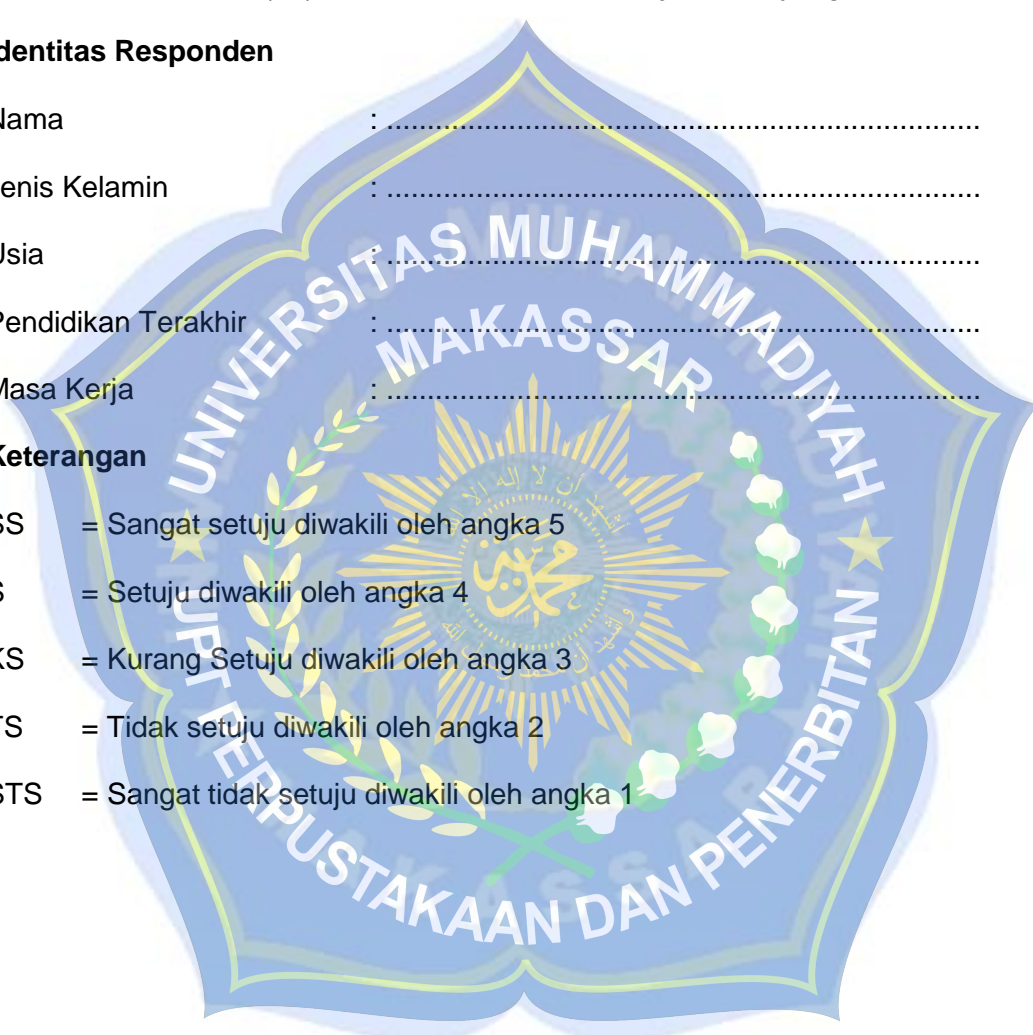 dentitas Responden
Nama : ............................................................................
enis Kelamin : ............................................................................
Usia : ............................................................................
Pendidikan Terakhir : ............................................................................
Masa Kerja : ............................................................................
Keterangan
SS = Sangat setuju diwakili oleh angka 5
S = Setuju diwakili oleh angka 4
KS = Kurang Setuju diwakili oleh angka 3
TS = Tidak setuju diwakili oleh angka 2
STS = Sangat tidak setuju diwakili oleh angka 1
UNIVERSITAS MUHAMMADIYAH
MAKASSAR
UPT PERPUSTAKAAN DAN PENERBITAN
محمد